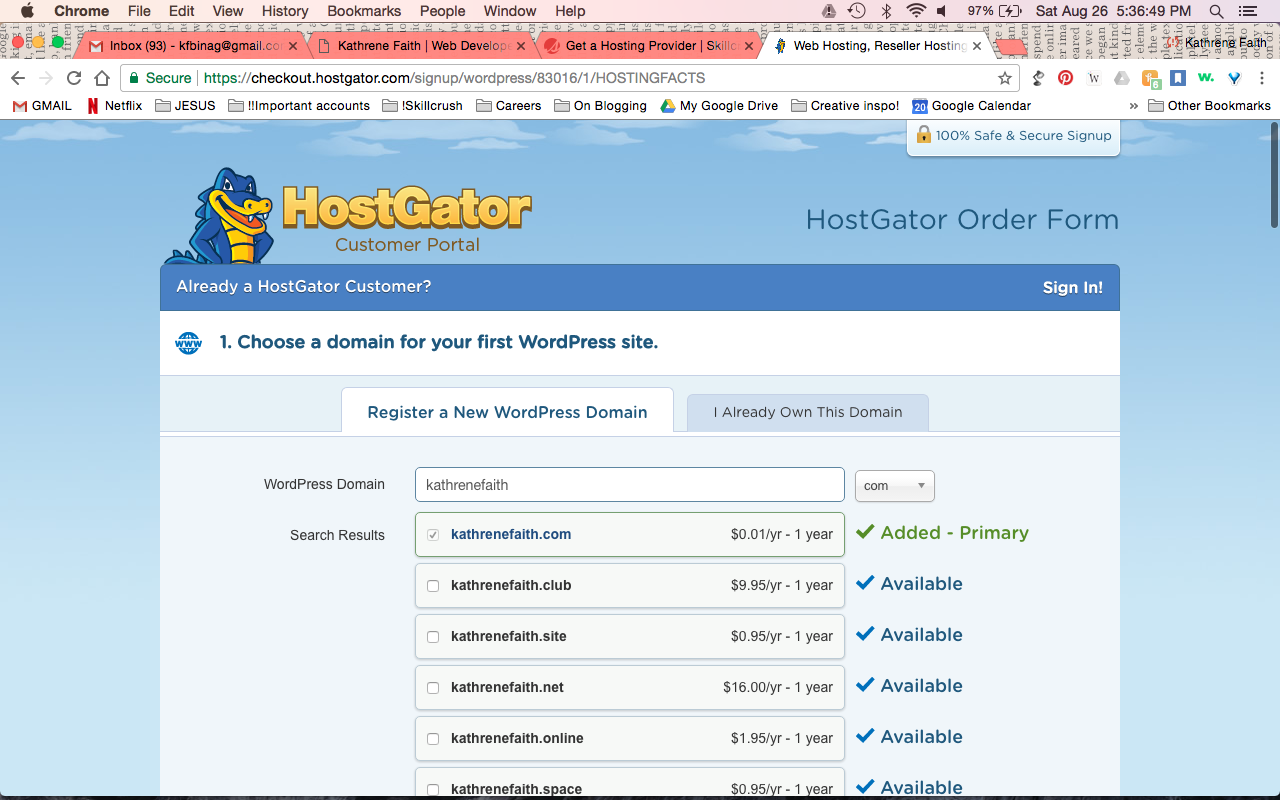 Chrome File Edit View History Bookmarks People Window Help 97% Sat Aug 26 5:36:49 PM
Inbox (93) - kfbinag@gmail.co Kathrene Faith | Web Develope Get a Hosting Provider | Skillc Web Hosting, Reseller Hosting Kathrene Faith
Secure https://checkout.hostgator.com/signup/wordpress/83016/1/HOSTINGFACTS
GMAIL Netflix JESUS !!Important accounts !Skillcrush Careers On Blogging My Google Drive Creative inspo! 20 Google Calendar » Other Bookmarks
100% Safe & Secure Signup
HostGator
Customer Portal
HostGator Order Form
Already a HostGator Customer? Sign In!
www 1. Choose a domain for your first WordPress site.
Register a New WordPress Domain I Already Own This Domain
WordPress Domain kathrenefaith com
Search Results kathrenefaith.com $0.01/yr - 1 year Added - Primary
kathrenefaith.club $9.95/yr - 1 year Available
kathrenefaith.site $0.95/yr - 1 year Available
kathrenefaith.net $16.00/yr - 1 year Available
kathrenefaith.online $1.95/yr - 1 year Available
kathrenefaith.space $0.95/yr - 1 year Available